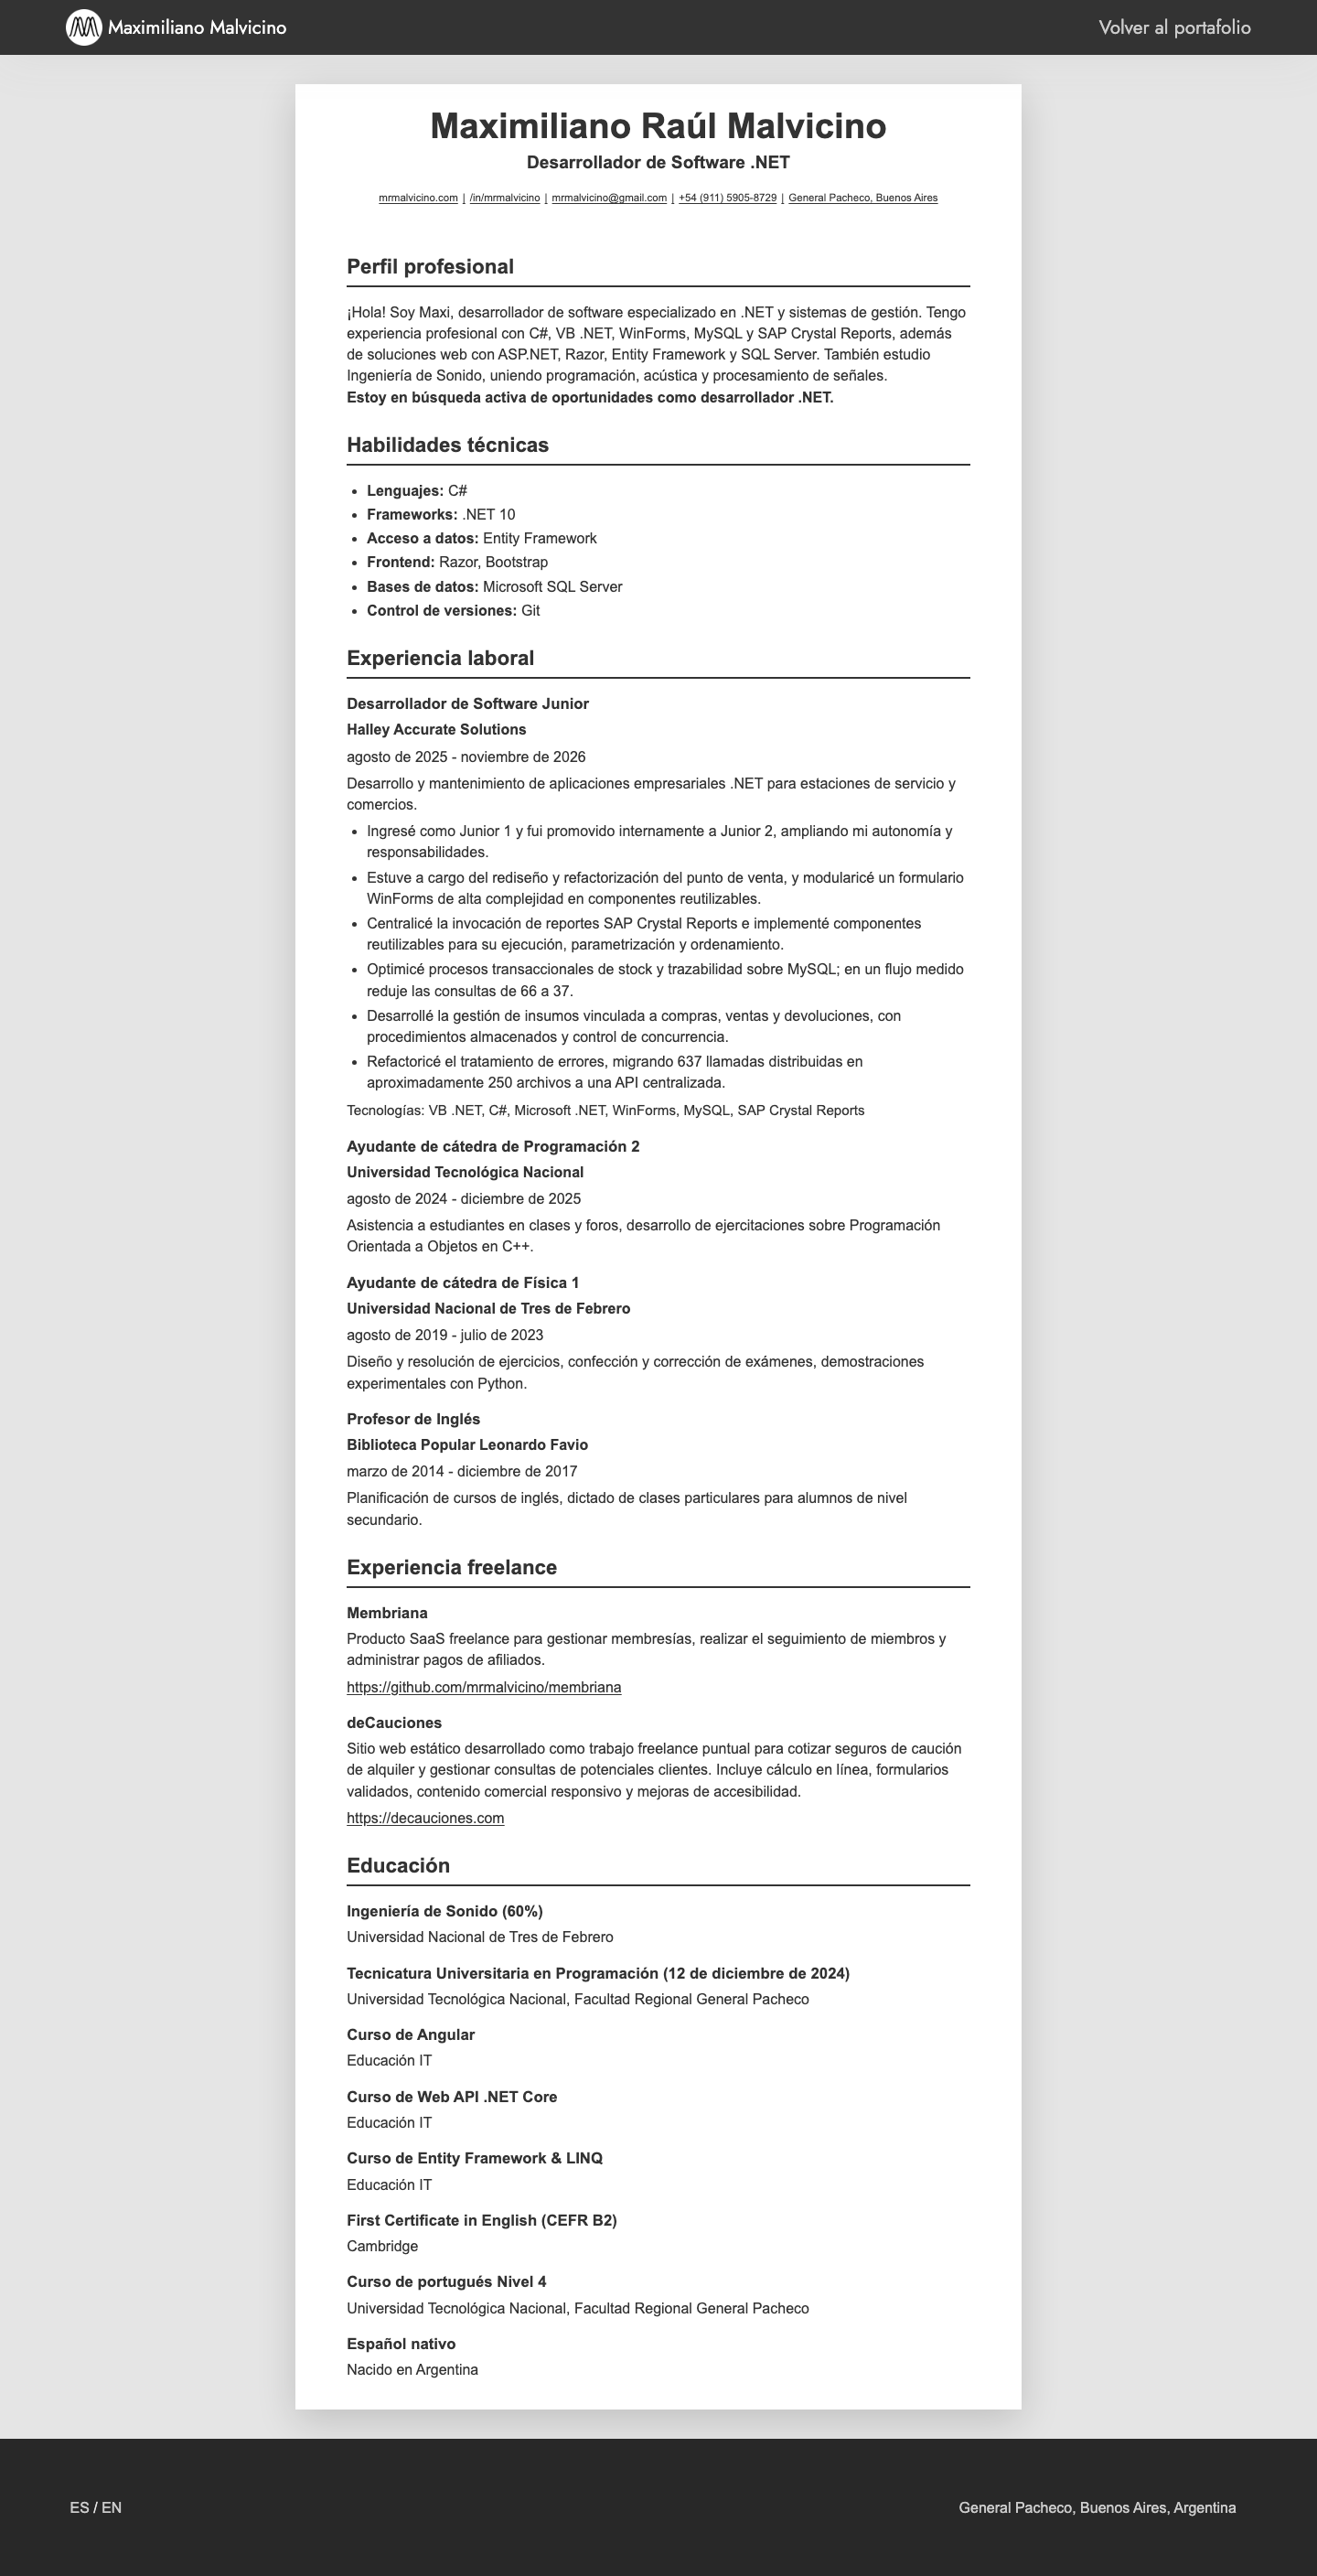 Maximiliano Malvicino
Volver al portafolio
Maximiliano Raúl Malvicino
Desarrollador de Software .NET
mrmalvicino.com | /in/mrmalvicino | mrmalvicino@gmail.com | +54 (911) 5905-8729 | General Pacheco, Buenos Aires
Perfil profesional
¡Hola! Soy Maxi, desarrollador de software especializado en .NET y sistemas de gestión. Tengo
experiencia profesional con C#, VB .NET, WinForms, MySQL y SAP Crystal Reports, además
de soluciones web con ASP.NET, Razor, Entity Framework y SQL Server. También estudio
Ingeniería de Sonido, uniendo programación, acústica y procesamiento de señales.
Estoy en búsqueda activa de oportunidades como desarrollador .NET.
Habilidades técnicas
• Lenguajes: C#
• Frameworks: .NET 10
• Acceso a datos: Entity Framework
• Frontend: Razor, Bootstrap
• Bases de datos: Microsoft SQL Server
• Control de versiones: Git
Experiencia laboral
Desarrollador de Software Junior
Halley Accurate Solutions
agosto de 2025 - noviembre de 2026
Desarrollo y mantenimiento de aplicaciones empresariales .NET para estaciones de servicio y
comercios.
• Ingresé como Junior 1 y fui promovido internamente a Junior 2, ampliando mi autonomía y
responsabilidades.
• Estuve a cargo del rediseño y refactorización del punto de venta, y modularicé un formulario
WinForms de alta complejidad en componentes reutilizables.
• Centralicé la invocación de reportes SAP Crystal Reports e implementé componentes
reutilizables para su ejecución, parametrización y ordenamiento.
• Optimicé procesos transaccionales de stock y trazabilidad sobre MySQL; en un flujo medido
reduje las consultas de 66 a 37.
• Desarrollé la gestión de insumos vinculada a compras, ventas y devoluciones, con
procedimientos almacenados y control de concurrencia.
• Refactoricé el tratamiento de errores, migrando 637 llamadas distribuidas en
aproximadamente 250 archivos a una API centralizada.
Tecnologías: VB .NET, C#, Microsoft .NET, WinForms, MySQL, SAP Crystal Reports
Ayudante de cátedra de Programación 2
Universidad Tecnológica Nacional
agosto de 2024 - diciembre de 2025
Asistencia a estudiantes en clases y foros, desarrollo de ejercitaciones sobre Programación
Orientada a Objetos en C++.
Ayudante de cátedra de Física 1
Universidad Nacional de Tres de Febrero
agosto de 2019 - julio de 2023
Diseño y resolución de ejercicios, confección y corrección de exámenes, demostraciones
experimentales con Python.
Profesor de Inglés
Biblioteca Popular Leonardo Favio
marzo de 2014 - diciembre de 2017
Planificación de cursos de inglés, dictado de clases particulares para alumnos de nivel
secundario.
Experiencia freelance
Membriana
Producto SaaS freelance para gestionar membresías, realizar el seguimiento de miembros y
administrar pagos de afiliados.
https://github.com/mrmalvicino/membriana
deCauciones
Sitio web estático desarrollado como trabajo freelance puntual para cotizar seguros de caución
de alquiler y gestionar consultas de potenciales clientes. Incluye cálculo en línea, formularios
validados, contenido comercial responsivo y mejoras de accesibilidad.
https://decauciones.com
Educación
Ingeniería de Sonido (60%)
Universidad Nacional de Tres de Febrero
Tecnicatura Universitaria en Programación (12 de diciembre de 2024)
Universidad Tecnológica Nacional, Facultad Regional General Pacheco
Curso de Angular
Educación IT
Curso de Web API .NET Core
Educación IT
Curso de Entity Framework & LINQ
Educación IT
First Certificate in English (CEFR B2)
Cambridge
Curso de portugués Nivel 4
Universidad Tecnológica Nacional, Facultad Regional General Pacheco
Español nativo
Nacido en Argentina
ES / EN
General Pacheco, Buenos Aires, Argentina